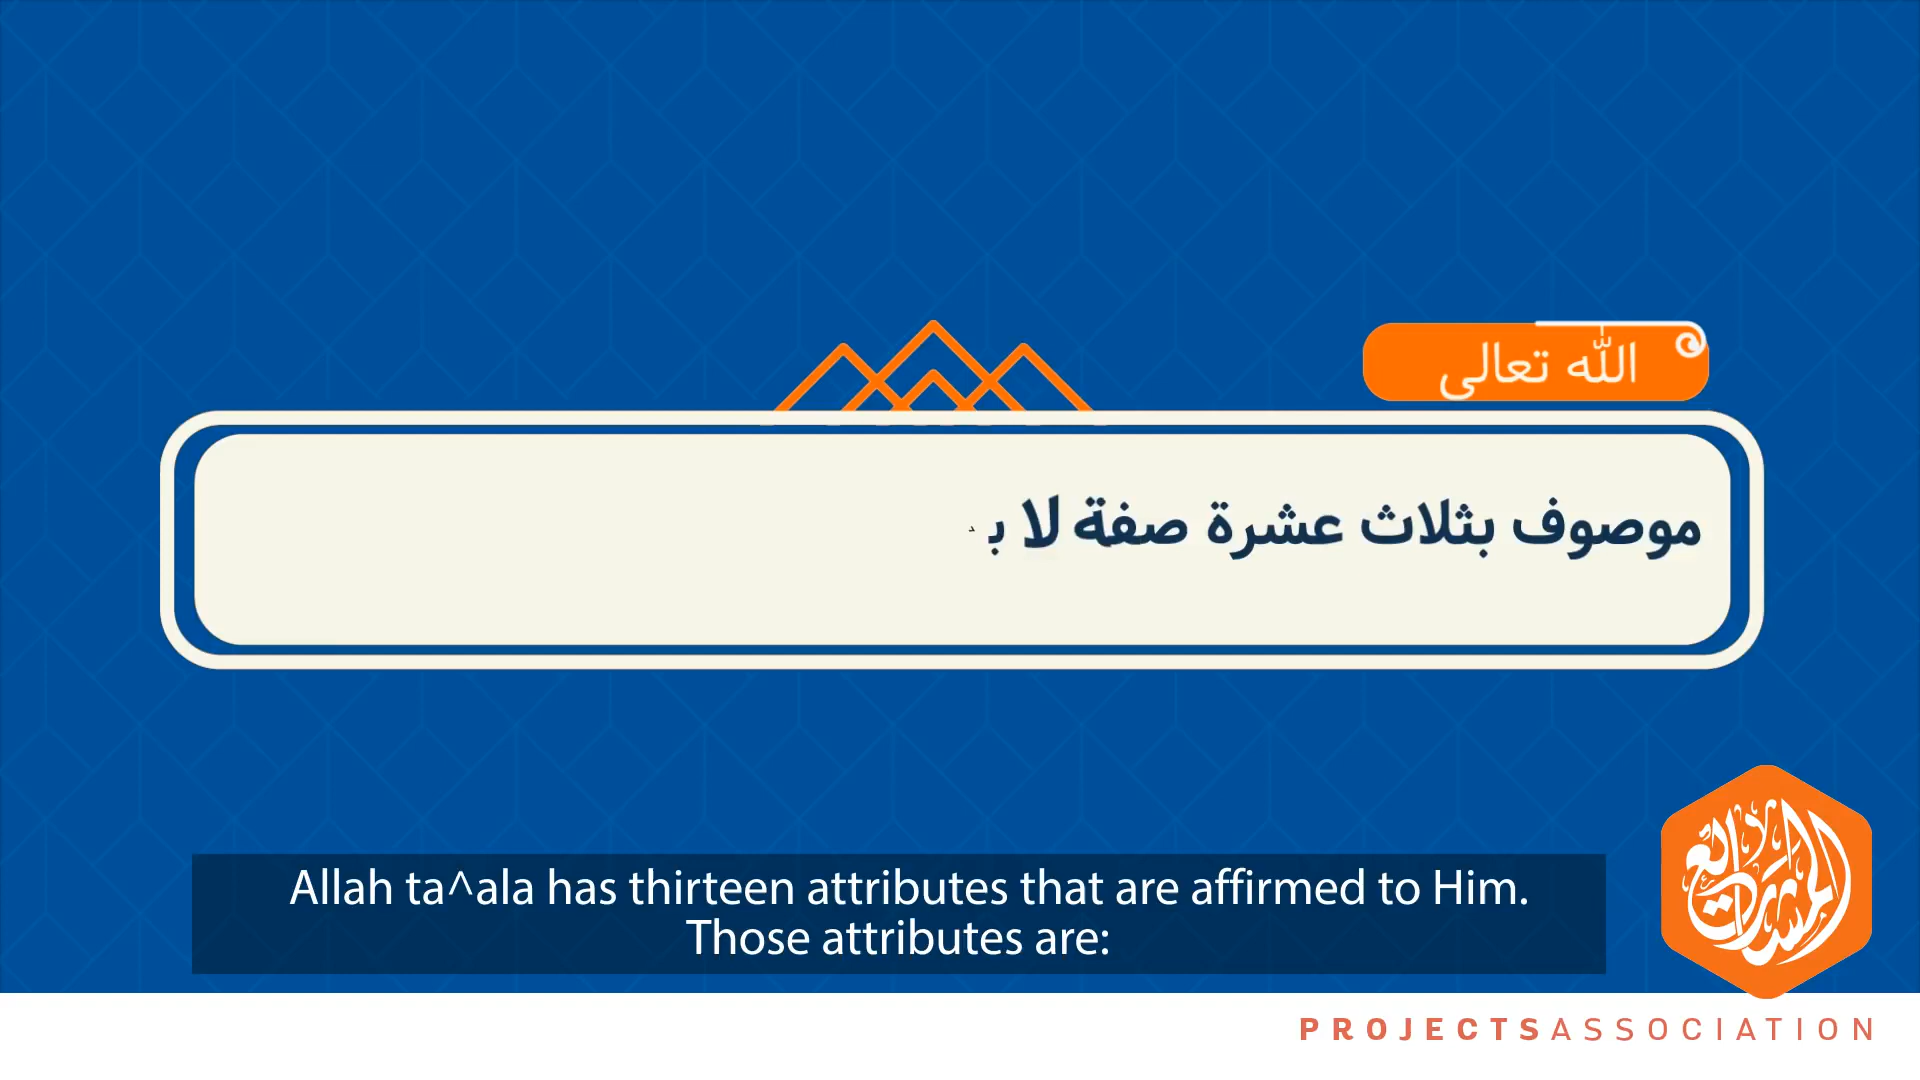 الله تعالى
موصوف بثلاث عشرة صفة لا
Allah ta^ala has thirteen attributes that are affirmed to Him.
Those attributes are:
المشاريع
PROJECTSASSOCIATION